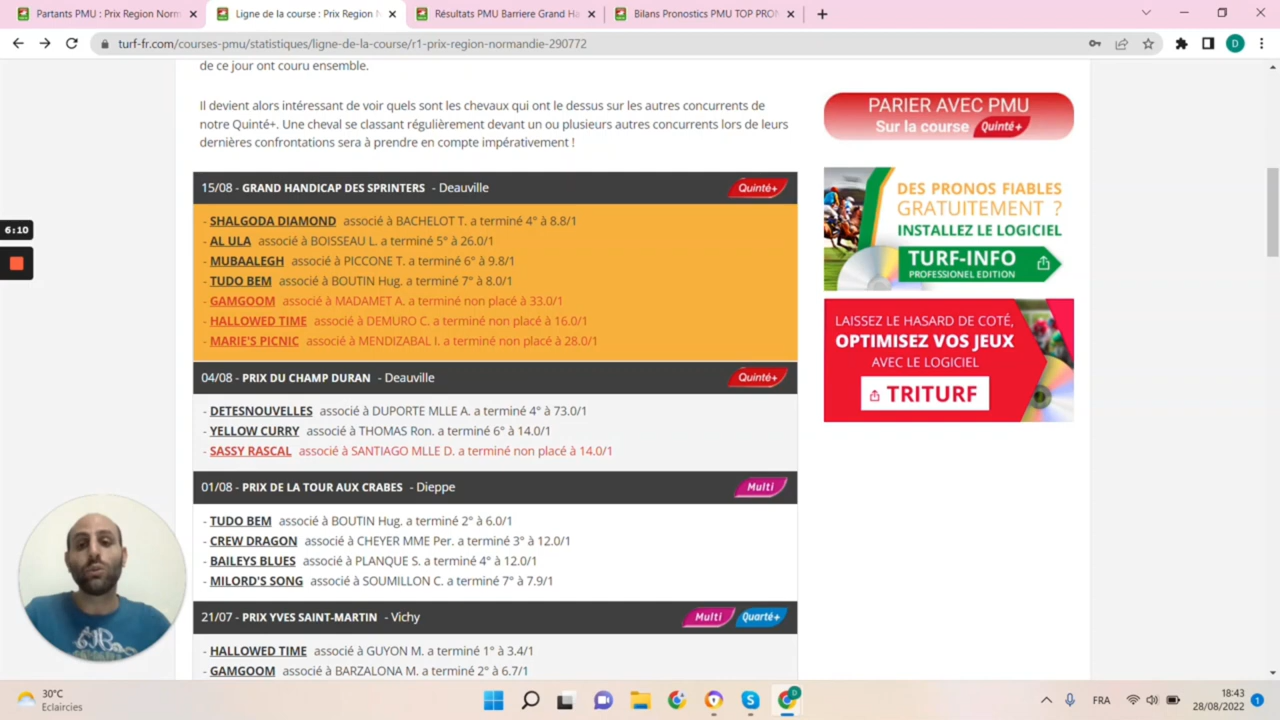 Partants PMU : Prix Region Norm
Ligne de la course : Prix Region N
Résultats PMU Barriere Grand Ha
Bilans Pronostics PMU TOP PRON
turf-fr.com/courses-pmu/statistiques/ligne-de-la-course/r1-prix-region-normandie-290772
D
de ce jour ont couru ensemble.
Il devient alors intéressant de voir quels sont les chevaux qui ont le dessus sur les autres concurrents de
notre Quinté+. Une cheval se classant régulièrement devant un ou plusieurs autres concurrents lors de leurs
dernières confrontations sera à prendre en compte impérativement !
PARIER AVEC PMU
Sur la course Quinté+
DES PRONOS FIABLES
GRATUITEMENT ?
INSTALLEZ LE LOGICIEL
TURF-INFO
PROFESSIONEL EDITION
LAISSEZ LE HASARD DE COTÉ,
OPTIMISEZ VOS JEUX
AVEC LE LOGICIEL
TRITURF
15/08 - GRAND HANDICAP DES SPRINTERS - Deauville Quinté+
- SHALGODA DIAMOND associé à BACHELOT T. a terminé 4° à 8.8/1
- AL ULA associé à BOISSEAU L. a terminé 5° à 26.0/1
- MUBAALEGH associé à PICCONE T. a terminé 6° à 9.8/1
- TUDO BEM associé à BOUTIN Hug. a terminé 7° à 8.0/1
- GAMGOOM associé à MADAMET A. a terminé non placé à 33.0/1
- HALLOWED TIME associé à DEMURO C. a terminé non placé à 16.0/1
- MARIE'S PICNIC associé à MENDIZABAL I. a terminé non placé à 28.0/1
04/08 - PRIX DU CHAMP DURAN - Deauville Quinté+
- DETESNOUVELLES associé à DUPORTE MLLE A. a terminé 4° à 73.0/1
- YELLOW CURRY associé à THOMAS Ron. a terminé 6° à 14.0/1
- SASSY RASCAL associé à SANTIAGO MLLE D. a terminé non placé à 14.0/1
01/08 - PRIX DE LA TOUR AUX CRABES - Dieppe Multi
- TUDO BEM associé à BOUTIN Hug. a terminé 2° à 6.0/1
- CREW DRAGON associé à CHEYER MME Per. a terminé 3° à 12.0/1
- BAILEYS BLUES associé à PLANQUE S. a terminé 4° à 12.0/1
- MILORD'S SONG associé à SOUMILLON C. a terminé 7° à 7.9/1
21/07 - PRIX YVES SAINT-MARTIN - Vichy Multi Quarté+
- HALLOWED TIME associé à GUYON M. a terminé 1° à 3.4/1
- GAMGOOM associé à BARZALONA M. a terminé 2° à 6.7/1
6:10
30°C
Eclaircies
FRA
18:43
28/08/2022
1